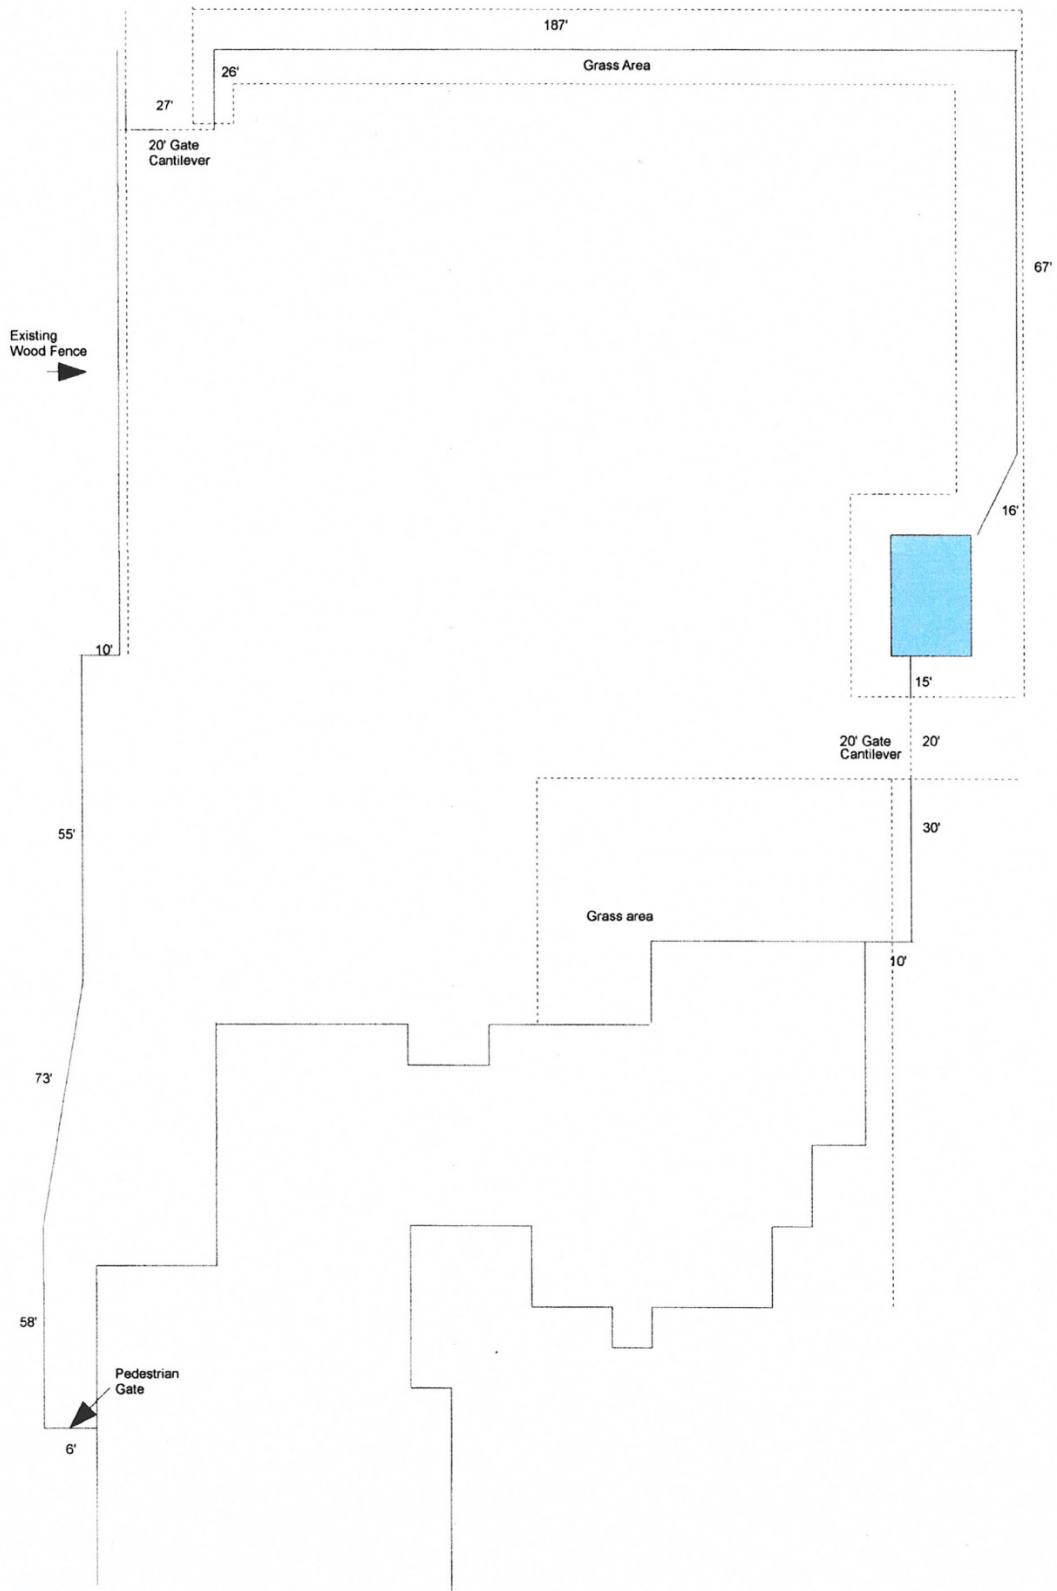 187'
Grass Area
26'
27'
20' Gate
Cantilever
67'
Existing
Wood Fence
16'
10'
15'
20' Gate
Cantilever
20'
55'
30'
Grass area
10'
73'
58'
Pedestrian
Gate
6'